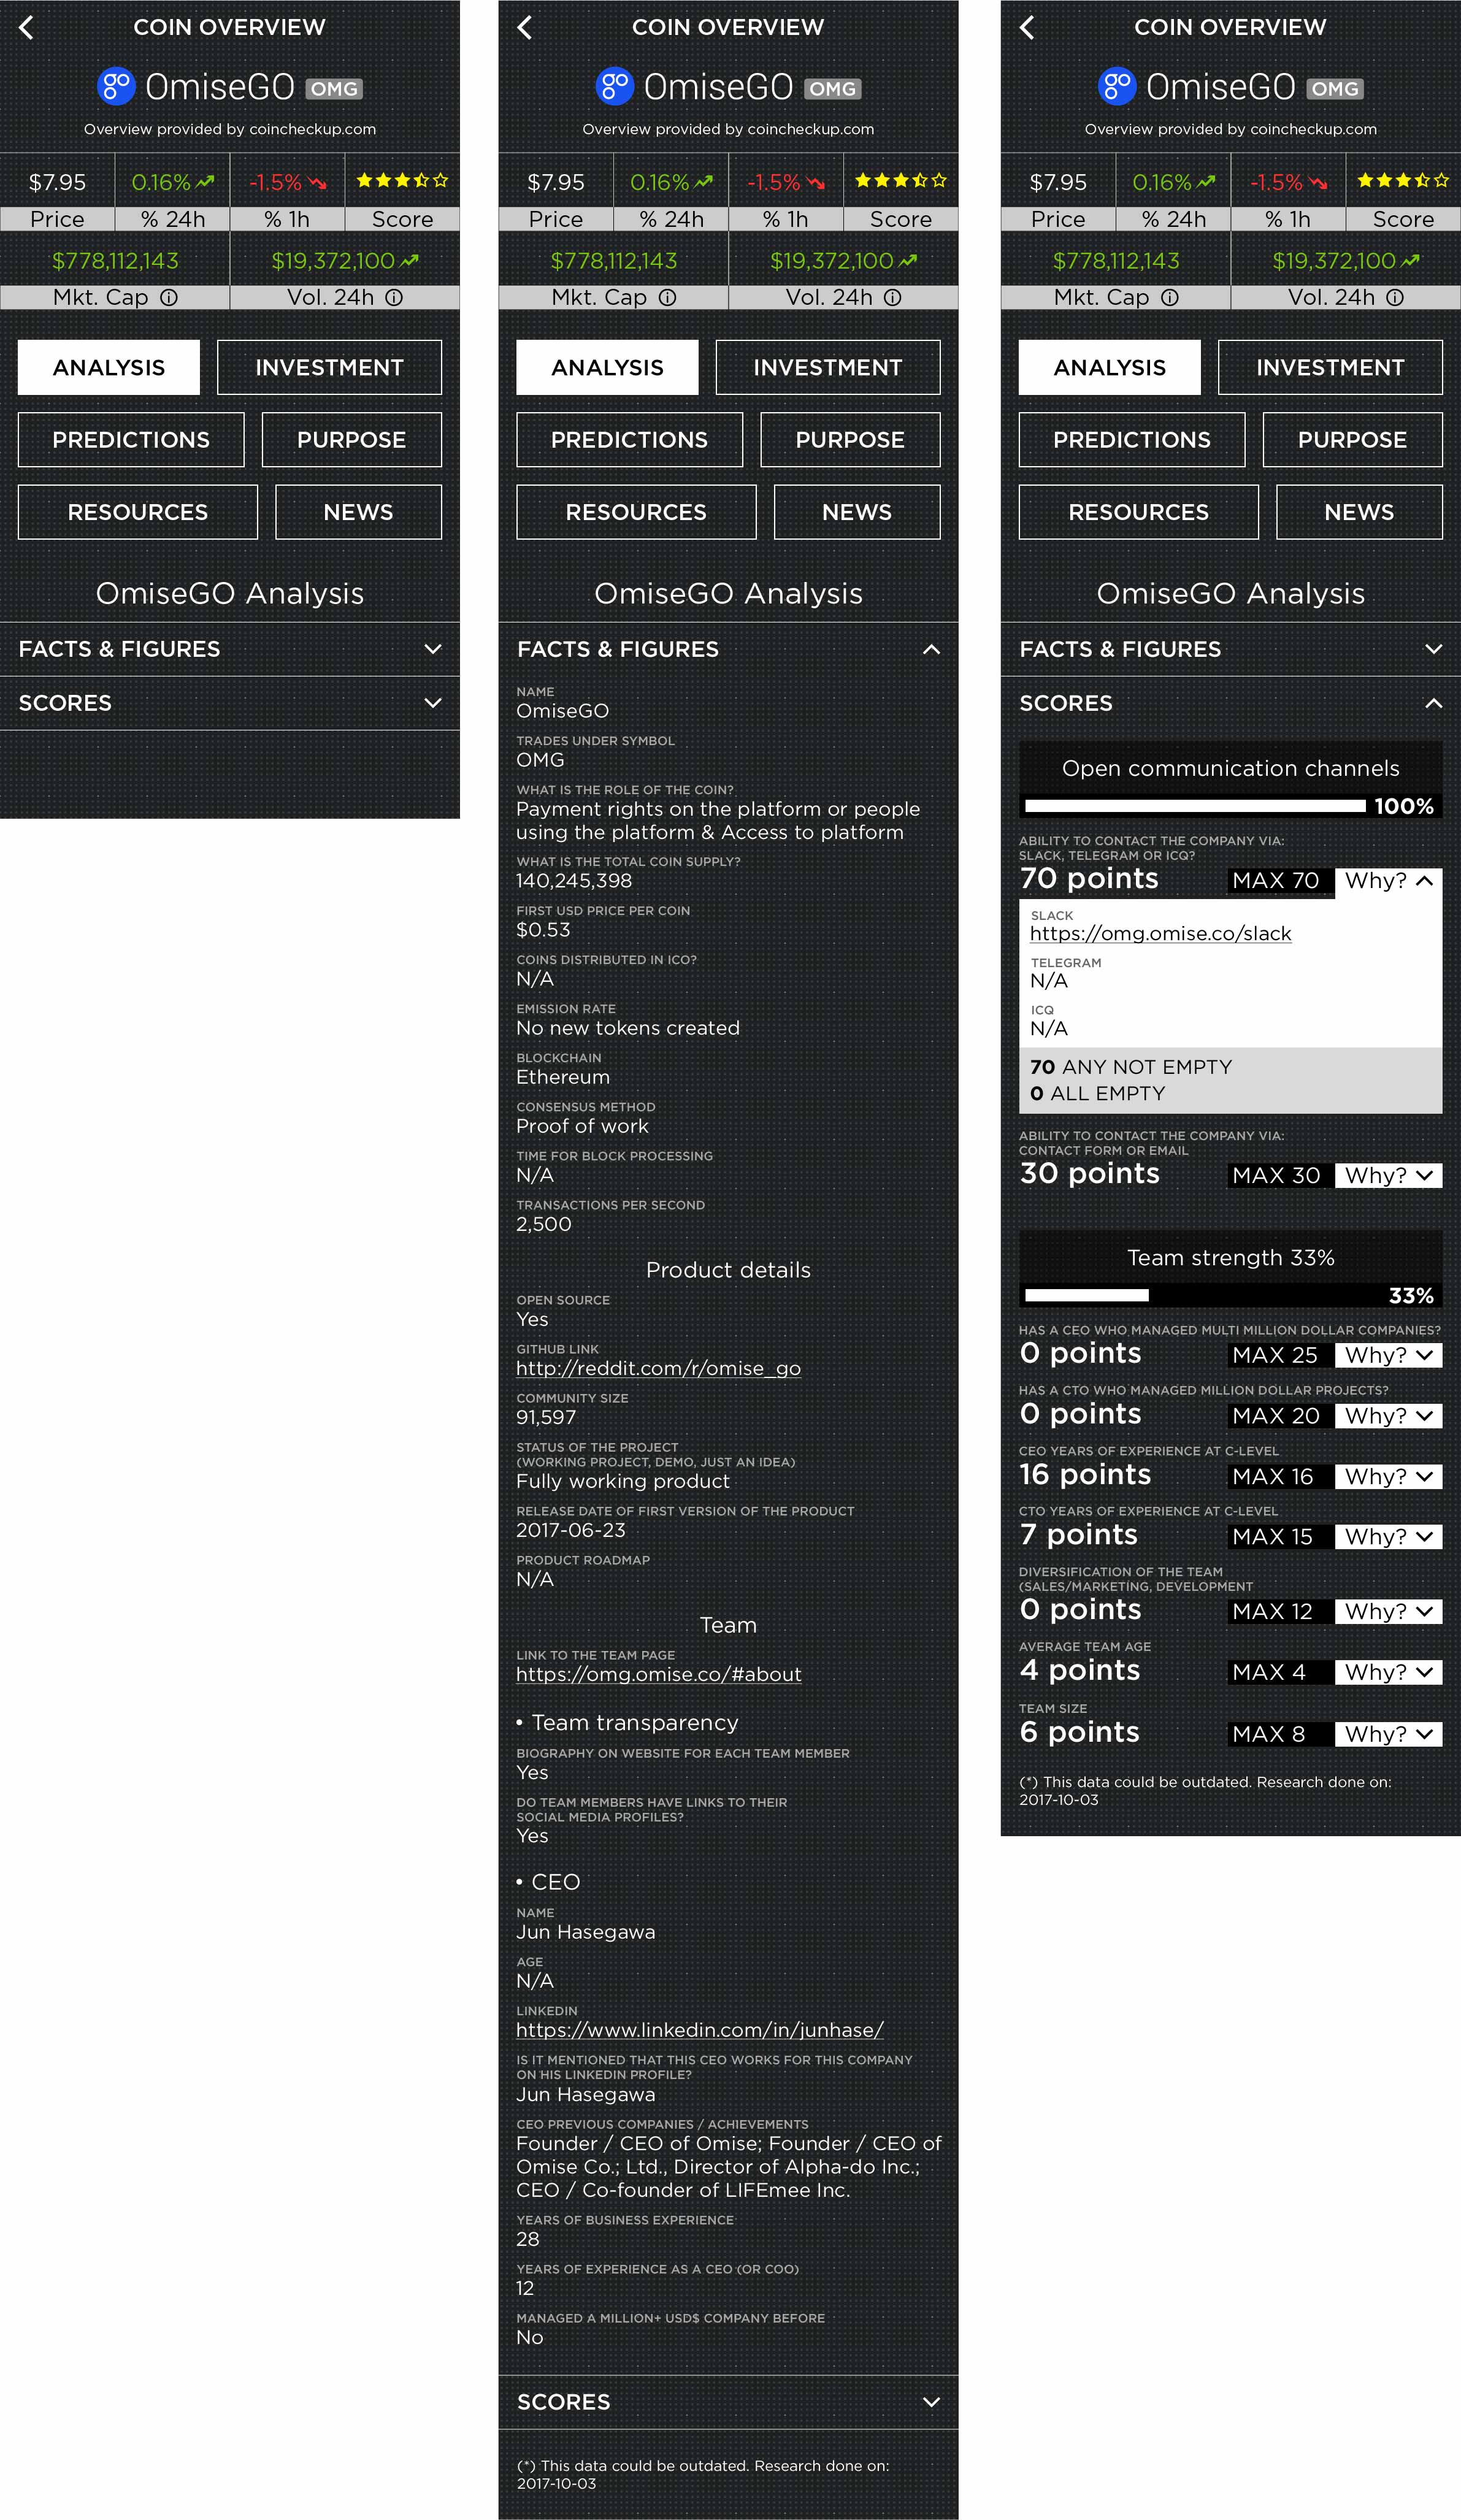 COIN OVERVIEW
OmiseGO OMG
Overview provided by coincheckup.com
$7.95 0.16% -1.5%
Price % 24h % 1h Score
$778,112,143 $19,372,100
Mkt. Cap Vol. 24h
ANALYSIS INVESTMENT
PREDICTIONS PURPOSE
RESOURCES NEWS
OmiseGO Analysis
FACTS & FIGURES
SCORES
COIN OVERVIEW
OmiseGO OMG
Overview provided by coincheckup.com
$7.95 0.16% -1.5%
Price % 24h % 1h Score
$778,112,143 $19,372,100
Mkt. Cap Vol. 24h
ANALYSIS INVESTMENT
PREDICTIONS PURPOSE
RESOURCES NEWS
OmiseGO Analysis
FACTS & FIGURES
NAME
OmiseGO
TRADES UNDER SYMBOL
OMG
WHAT IS THE ROLE OF THE COIN?
Payment rights on the platform or people
using the platform & Access to platform
WHAT IS THE TOTAL COIN SUPPLY?
140,245,398
FIRST USD PRICE PER COIN
$0.53
COINS DISTRIBUTED IN ICO?
N/A
EMISSION RATE
No new tokens created
BLOCKCHAIN
Ethereum
CONSENSUS METHOD
Proof of work
TIME FOR BLOCK PROCESSING
N/A
TRANSACTIONS PER SECOND
2,500
Product details
OPEN SOURCE
Yes
GITHUB LINK
http://reddit.com/r/omise_go
COMMUNITY SIZE
91,597
STATUS OF THE PROJECT
(WORKING PROJECT, DEMO, JUST AN IDEA)
Fully working product
RELEASE DATE OF FIRST VERSION OF THE PRODUCT
2017-06-23
PRODUCT ROADMAP
N/A
Team
LINK TO THE TEAM PAGE
https://omg.omise.co/#about
• Team transparency
BIOGRAPHY ON WEBSITE FOR EACH TEAM MEMBER
Yes
DO TEAM MEMBERS HAVE LINKS TO THEIR
SOCIAL MEDIA PROFILES?
Yes
• CEO
NAME
Jun Hasegawa
AGE
N/A
LINKEDIN
https://www.linkedin.com/in/junhase/
IS IT MENTIONED THAT THIS CEO WORKS FOR THIS COMPANY
ON HIS LINKEDIN PROFILE?
Jun Hasegawa
CEO PREVIOUS COMPANIES / ACHIEVEMENTS
Founder / CEO of Omise; Founder / CEO of
Omise Co.; Ltd., Director of Alpha-do Inc.;
CEO / Co-founder of LIFEmee Inc.
YEARS OF BUSINESS EXPERIENCE
28
YEARS OF EXPERIENCE AS A CEO (OR COO)
12
MANAGED A MILLION+ USD$ COMPANY BEFORE
No
SCORES
(*) This data could be outdated. Research done on:
2017-10-03
COIN OVERVIEW
OmiseGO OMG
Overview provided by coincheckup.com
$7.95 0.16% -1.5%
Price % 24h % 1h Score
$778,112,143 $19,372,100
Mkt. Cap Vol. 24h
ANALYSIS INVESTMENT
PREDICTIONS PURPOSE
RESOURCES NEWS
OmiseGO Analysis
FACTS & FIGURES
SCORES
Open communication channels
100%
ABILITY TO CONTACT THE COMPANY VIA:
SLACK, TELEGRAM OR ICQ?
70 points MAX 70 Why?
SLACK
https://omg.omise.co/slack
TELEGRAM
N/A
ICQ
N/A
70 ANY NOT EMPTY
0 ALL EMPTY
ABILITY TO CONTACT THE COMPANY VIA:
CONTACT FORM OR EMAIL
30 points MAX 30 Why?
Team strength 33%
33%
HAS A CEO WHO MANAGED MULTI MILLION DOLLAR COMPANIES?
0 points MAX 25 Why?
HAS A CTO WHO MANAGED MILLION DOLLAR PROJECTS?
0 points MAX 20 Why?
CEO YEARS OF EXPERIENCE AT C-LEVEL
16 points MAX 16 Why?
CTO YEARS OF EXPERIENCE AT C-LEVEL
7 points MAX 15 Why?
DIVERSIFICATION OF THE TEAM
(SALES/MARKETING, DEVELOPMENT
0 points MAX 12 Why?
AVERAGE TEAM AGE
4 points MAX 4 Why?
TEAM SIZE
6 points MAX 8 Why?
(*) This data could be outdated. Research done on:
2017-10-03